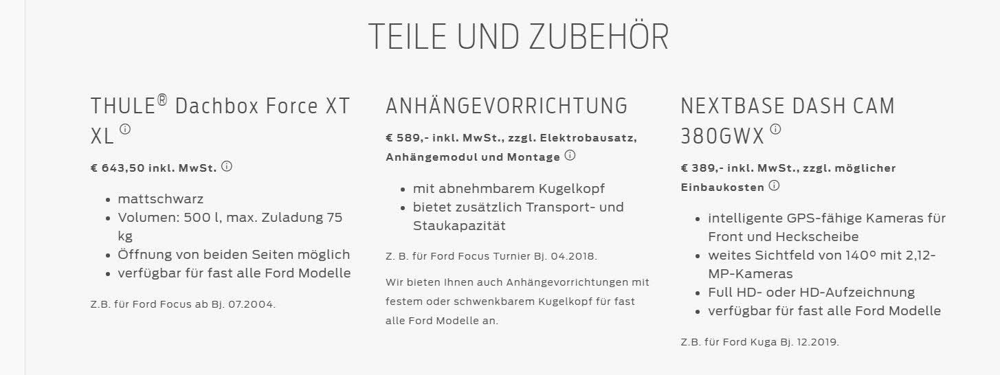 TEILE UND ZUBEHÖR
THULE® Dachbox Force XT
XL ⓘ
€ 643,50 inkl. MwSt. ⓘ
• mattschwarz
• Volumen: 500 l, max. Zuladung 75
kg
• Öffnung von beiden Seiten möglich
• verfügbar für fast alle Ford Modelle
Z.B. für Ford Focus ab Bj. 07.2004.
ANHÄNGEVORRICHTUNG
€ 589,- inkl. MwSt., zzgl. Elektrobausatz,
Anhängemodul und Montage ⓘ
• mit abnehmbarem Kugelkopf
• bietet zusätzlich Transport- und
Staukapazität
Z. B. für Ford Focus Turnier Bj. 04.2018.
Wir bieten Ihnen auch Anhängevorrichtungen mit
festem oder schwenkbarem Kugelkopf für fast
alle Ford Modelle an.
NEXTBASE DASH CAM
380GWX ⓘ
€ 389,- inkl. MwSt., zzgl. möglicher
Einbaukosten ⓘ
• intelligente GPS-fähige Kameras für
Front und Heckscheibe
• weites Sichtfeld von 140° mit 2,12-
MP-Kameras
• Full HD- oder HD-Aufzeichnung
• verfügbar für fast alle Ford Modelle
Z.B. für Ford Kuga Bj. 12.2019.